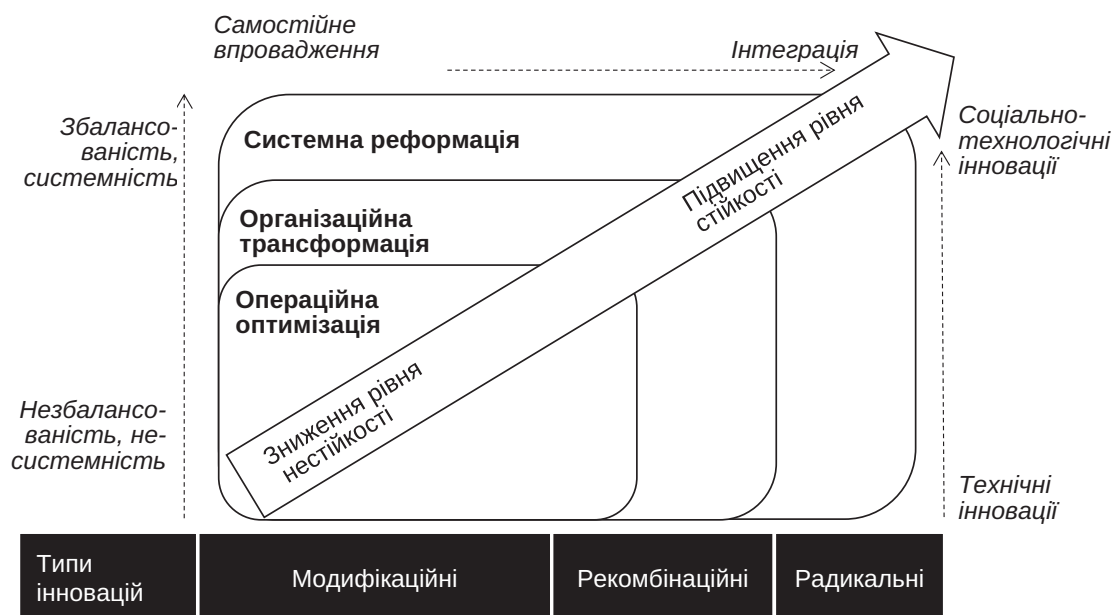 Самостійне
впровадження
Інтеграція
Збалансо-
ваність,
системність
Соціально-
технологічні
інновації
Системна реформація
Підвищення рівня
стійкості
Організаційна
трансформація
Операційна
оптимізація
Зниження рівня
нестійкості
Незбалансо-
ваність, не-
системність
Технічні
інновації
Типи
інновацій
Модифікаційні
Рекомбінаційні
Радикальні